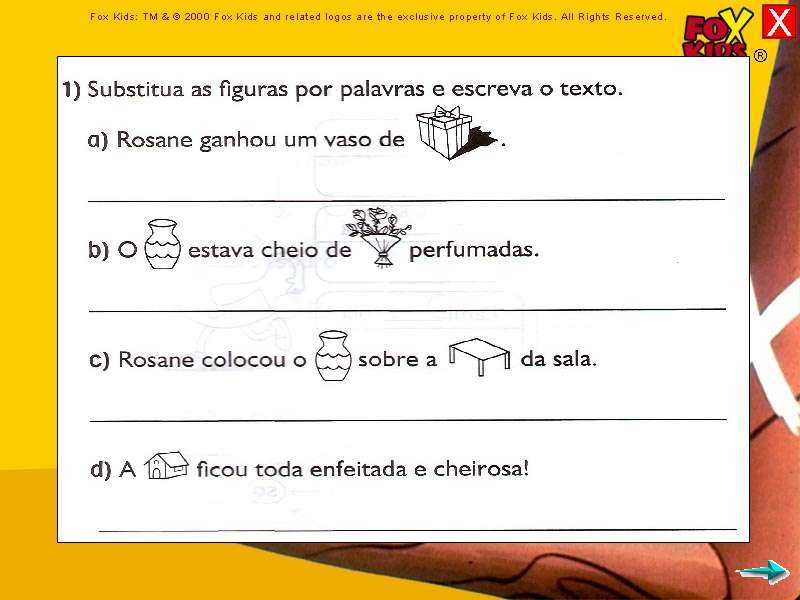 Fox Kids: TM & © 2000 Fox Kids and related logos are the exclusive property of Fox Kids. All Rights Reserved.
FOX
KIDS
®
X
1) Substitua as figuras por palavras e escreva o texto.
a) Rosane ganhou um vaso de .
b) O estava cheio de perfumadas.
c) Rosane colocou o sobre a da sala.
d) A ficou toda enfeitada e cheirosa!